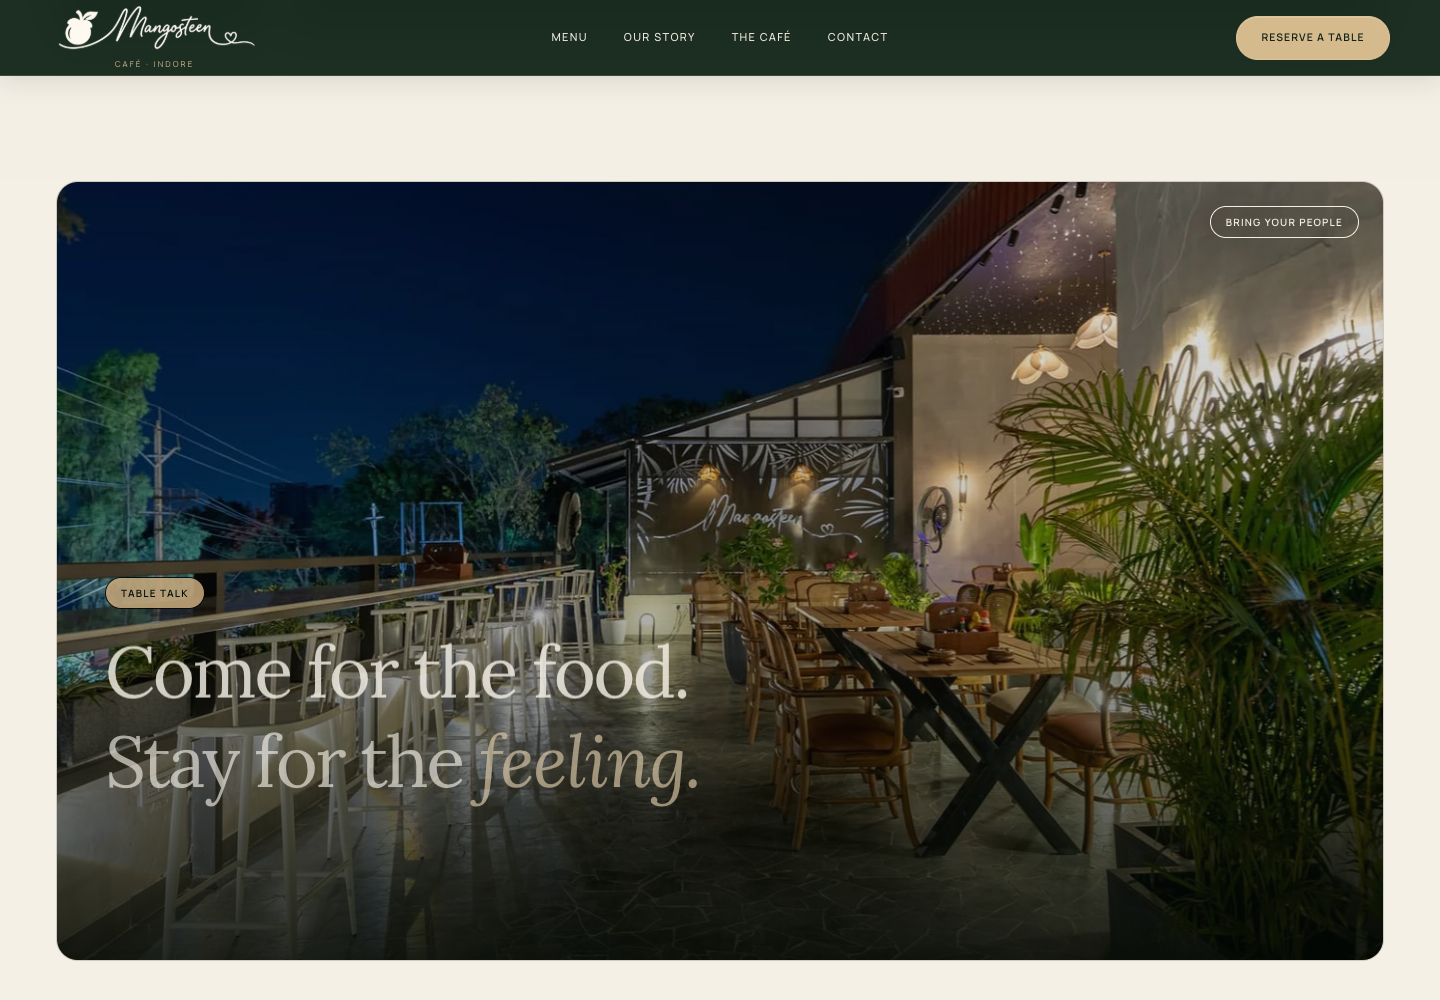 Mangosteen
CAFÉ · INDORE
MENU
OUR STORY
THE CAFÉ
CONTACT
RESERVE A TABLE
BRING YOUR PEOPLE
Mangosteen
TABLE TALK
Come for the food.
Stay for the feeling.